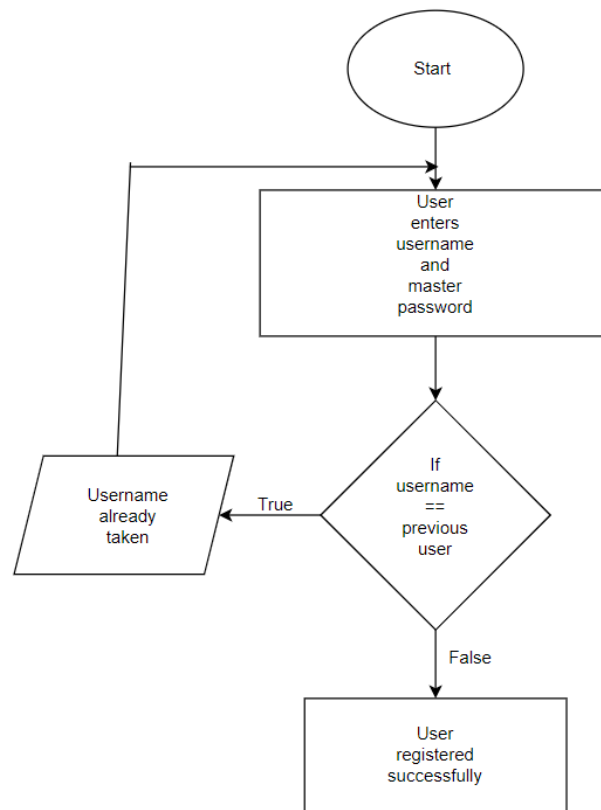 Start
User
enters
username
and
master
password
If
username
==
previous
user
True
Username
already
taken
False
User
registered
successfully